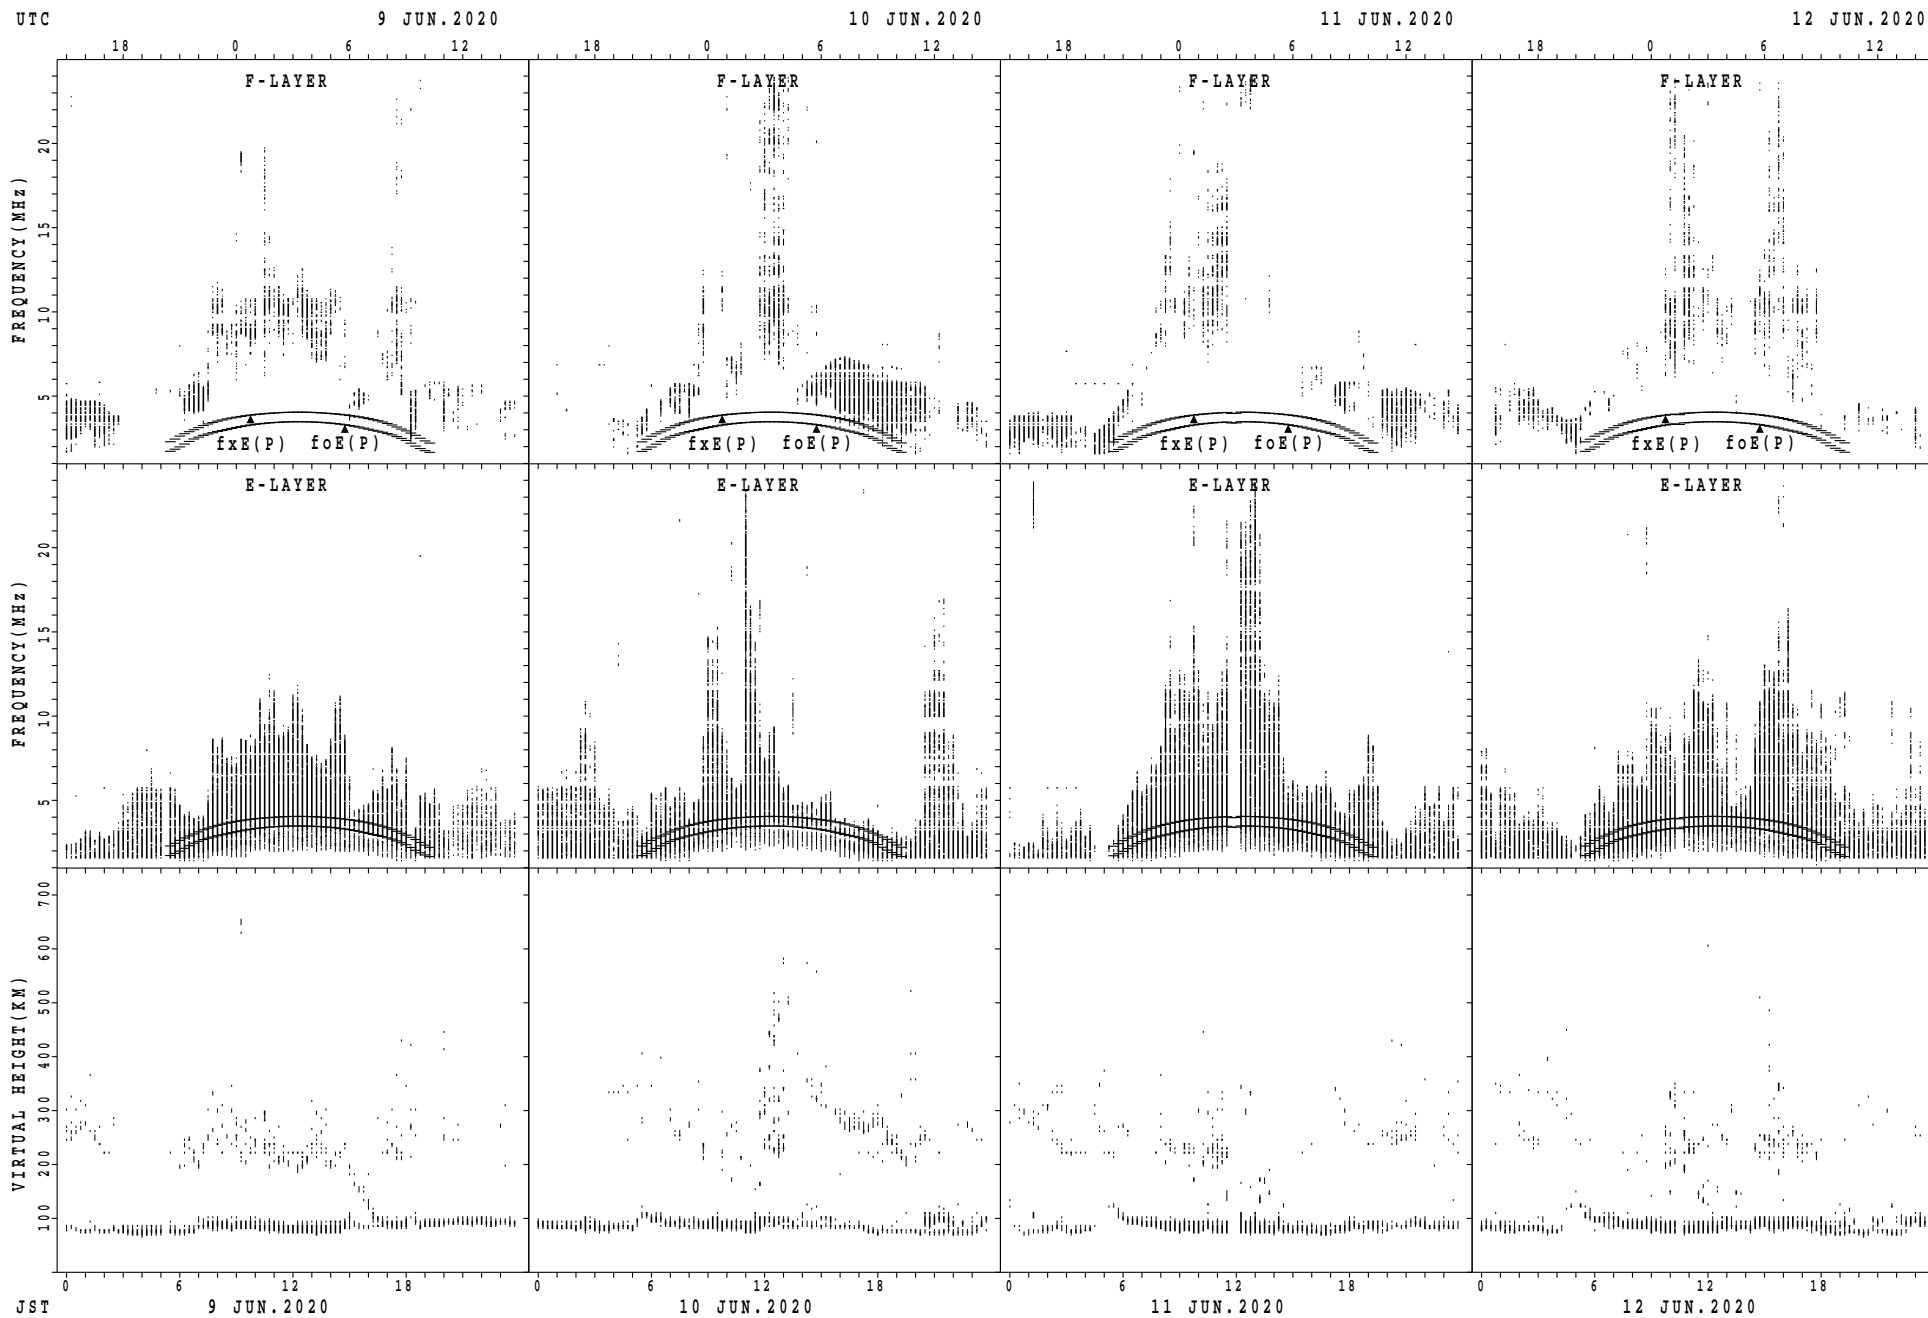 UTC 9 JUN.2020 10 JUN.2020 11 JUN.2020 12 JUN.2020
18 0 6 12 18 0 6 12 18 0 6 12 18 0 6 12
F-LAYER F-LAYER F-LAYER F-LAYER
FREQUENCY(MHz)
20
15
10
5
fxE(P) foE(P) fxE(P) foE(P) fxE(P) foE(P) fxE(P) foE(P)
E-LAYER E-LAYER E-LAYER E-LAYER
FREQUENCY(MHz)
20
15
10
5
VIRTUAL HEIGHT(KM)
700
600
500
400
300
200
100
0 6 12 18 0 6 12 18 0 6 12 18 0 6 12 18
JST 9 JUN.2020 10 JUN.2020 11 JUN.2020 12 JUN.2020